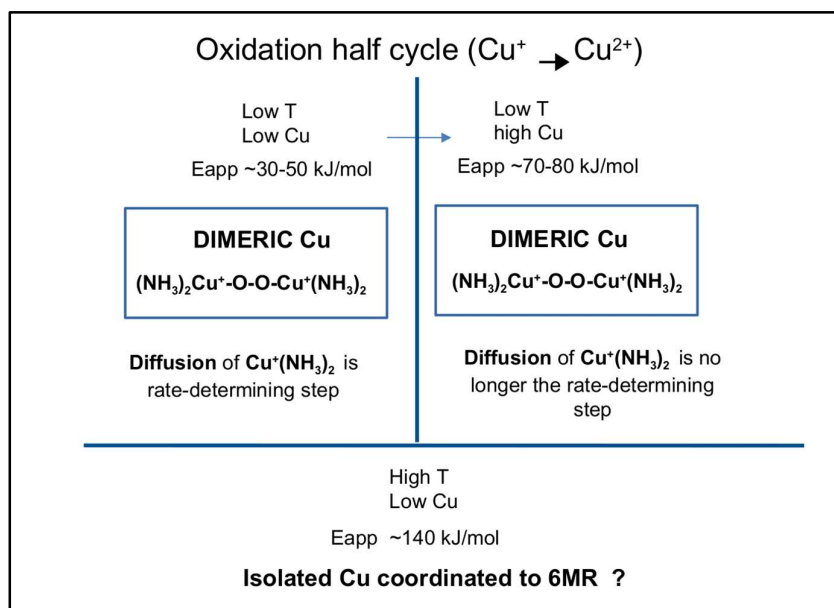 Oxidation half cycle (Cu⁺ → Cu²⁺)
Low T
Low Cu
Eapp ~30-50 kJ/mol
DIMERIC Cu
(NH₃)₂Cu⁺-O-O-Cu⁺(NH₃)₂
Diffusion of Cu⁺(NH₃)₂ is
rate-determining step
Low T
high Cu
Eapp ~70-80 kJ/mol
DIMERIC Cu
(NH₃)₂Cu⁺-O-O-Cu⁺(NH₃)₂
Diffusion of Cu⁺(NH₃)₂ is no
longer the rate-determining
step
High T
Low Cu
Eapp ~140 kJ/mol
Isolated Cu coordinated to 6MR ?